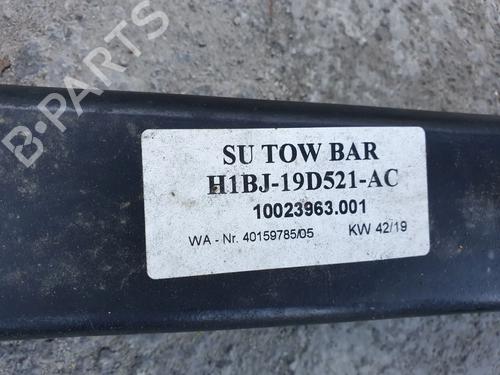 B-PARTS
SU TOW BAR
H1BJ-19D521-AC
10023963.001
WA - Nr. 40159785/05 KW 42/19